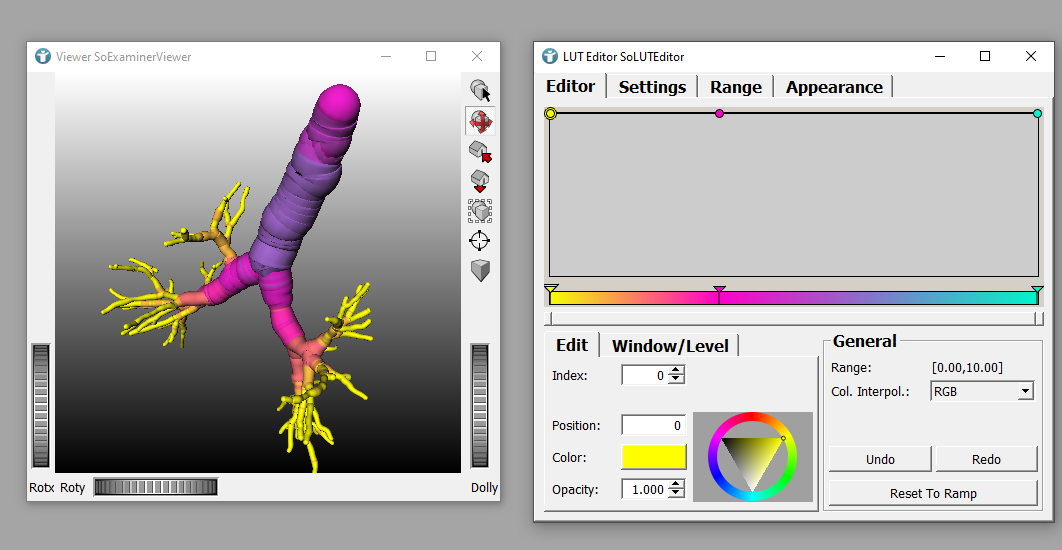 Viewer SoExaminerViewer
Rotx Roty
Dolly
LUT Editor SoLUTEditor
Editor Settings Range Appearance
Edit Window/Level
Index: 0
Position: 0
Color:
Opacity: 1.000
General
Range: [0.00,10.00]
Col. Interpol.: RGB
Undo Redo
Reset To Ramp